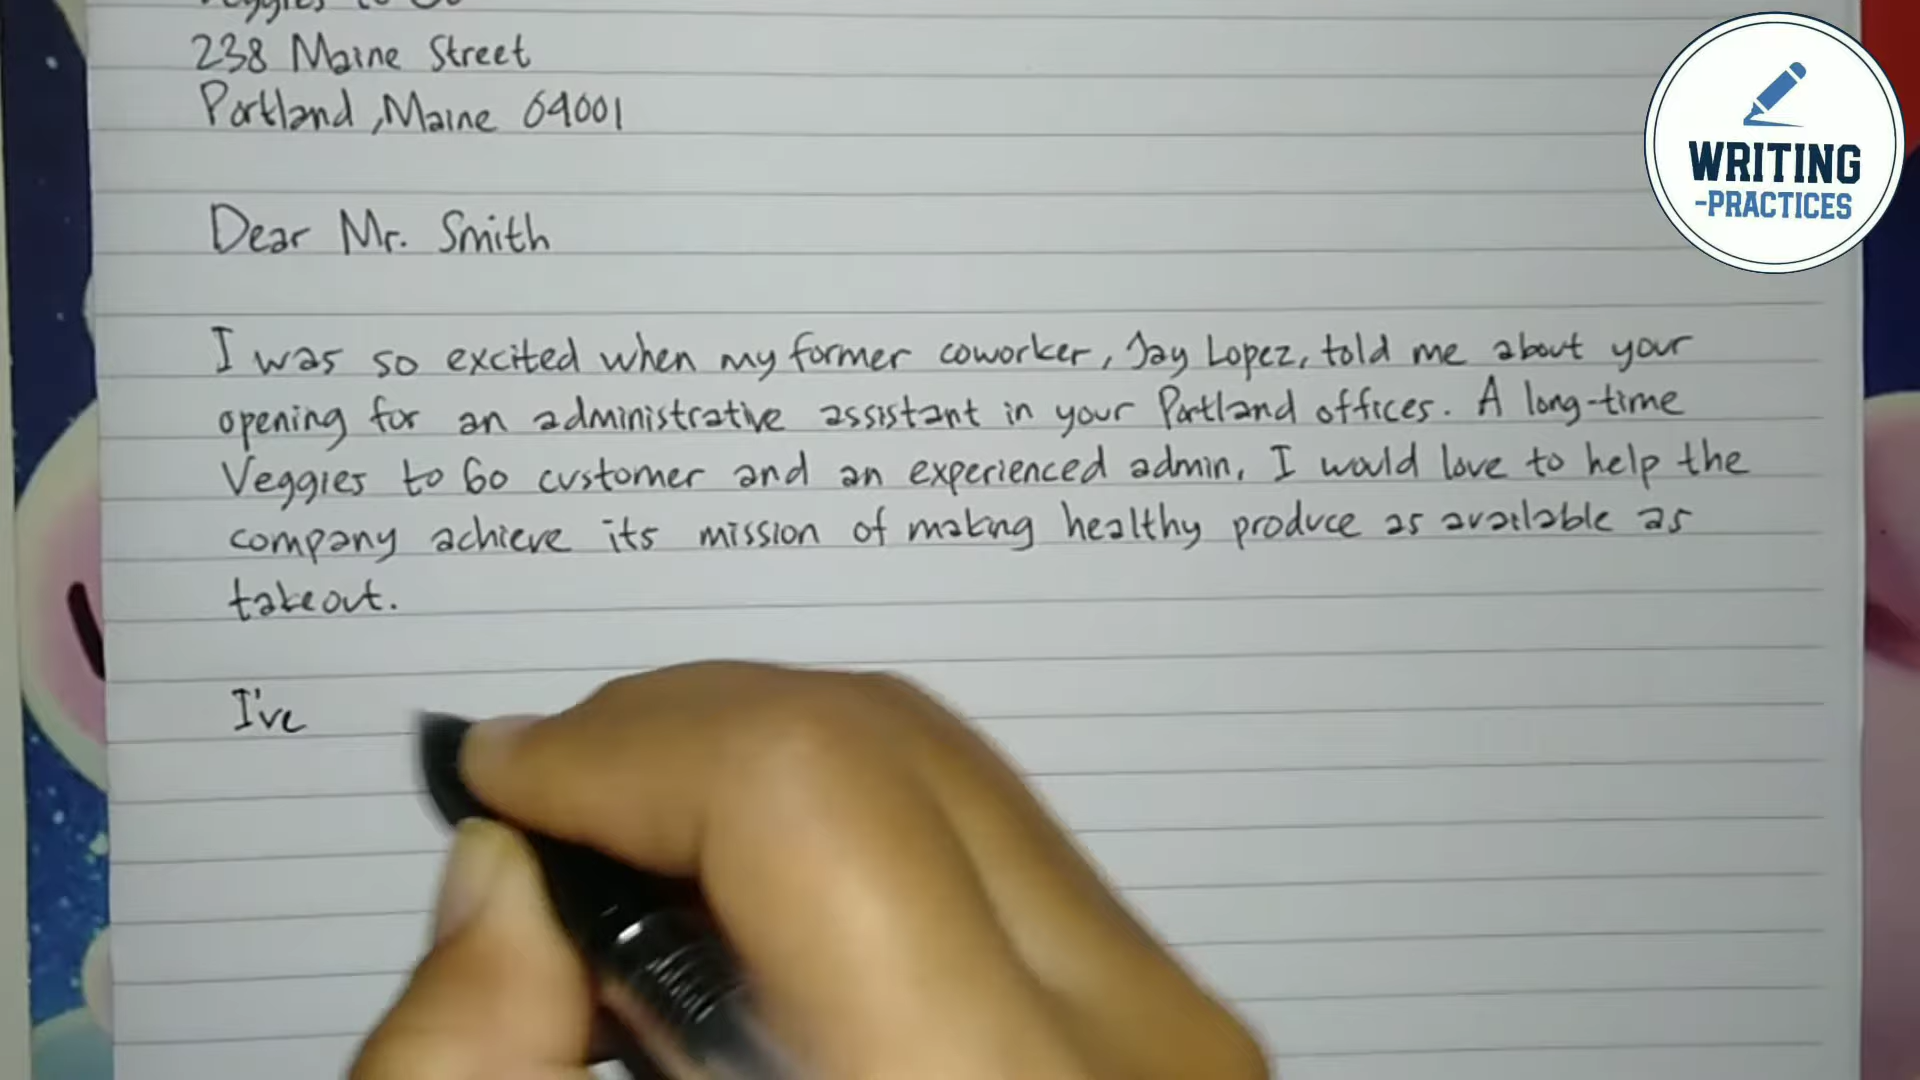 Veggies to Go
238 Maine Street
Portland, Maine 04001
Dear Mr. Smith
I was so excited when my former coworker, Jay Lopez, told me about your
opening for an administrative assistant in your Portland offices. A long-time
Veggies to Go customer and an experienced admin, I would love to help the
company achieve its mission of making healthy produce as available as
takeout.
I've
WRITING
-PRACTICES